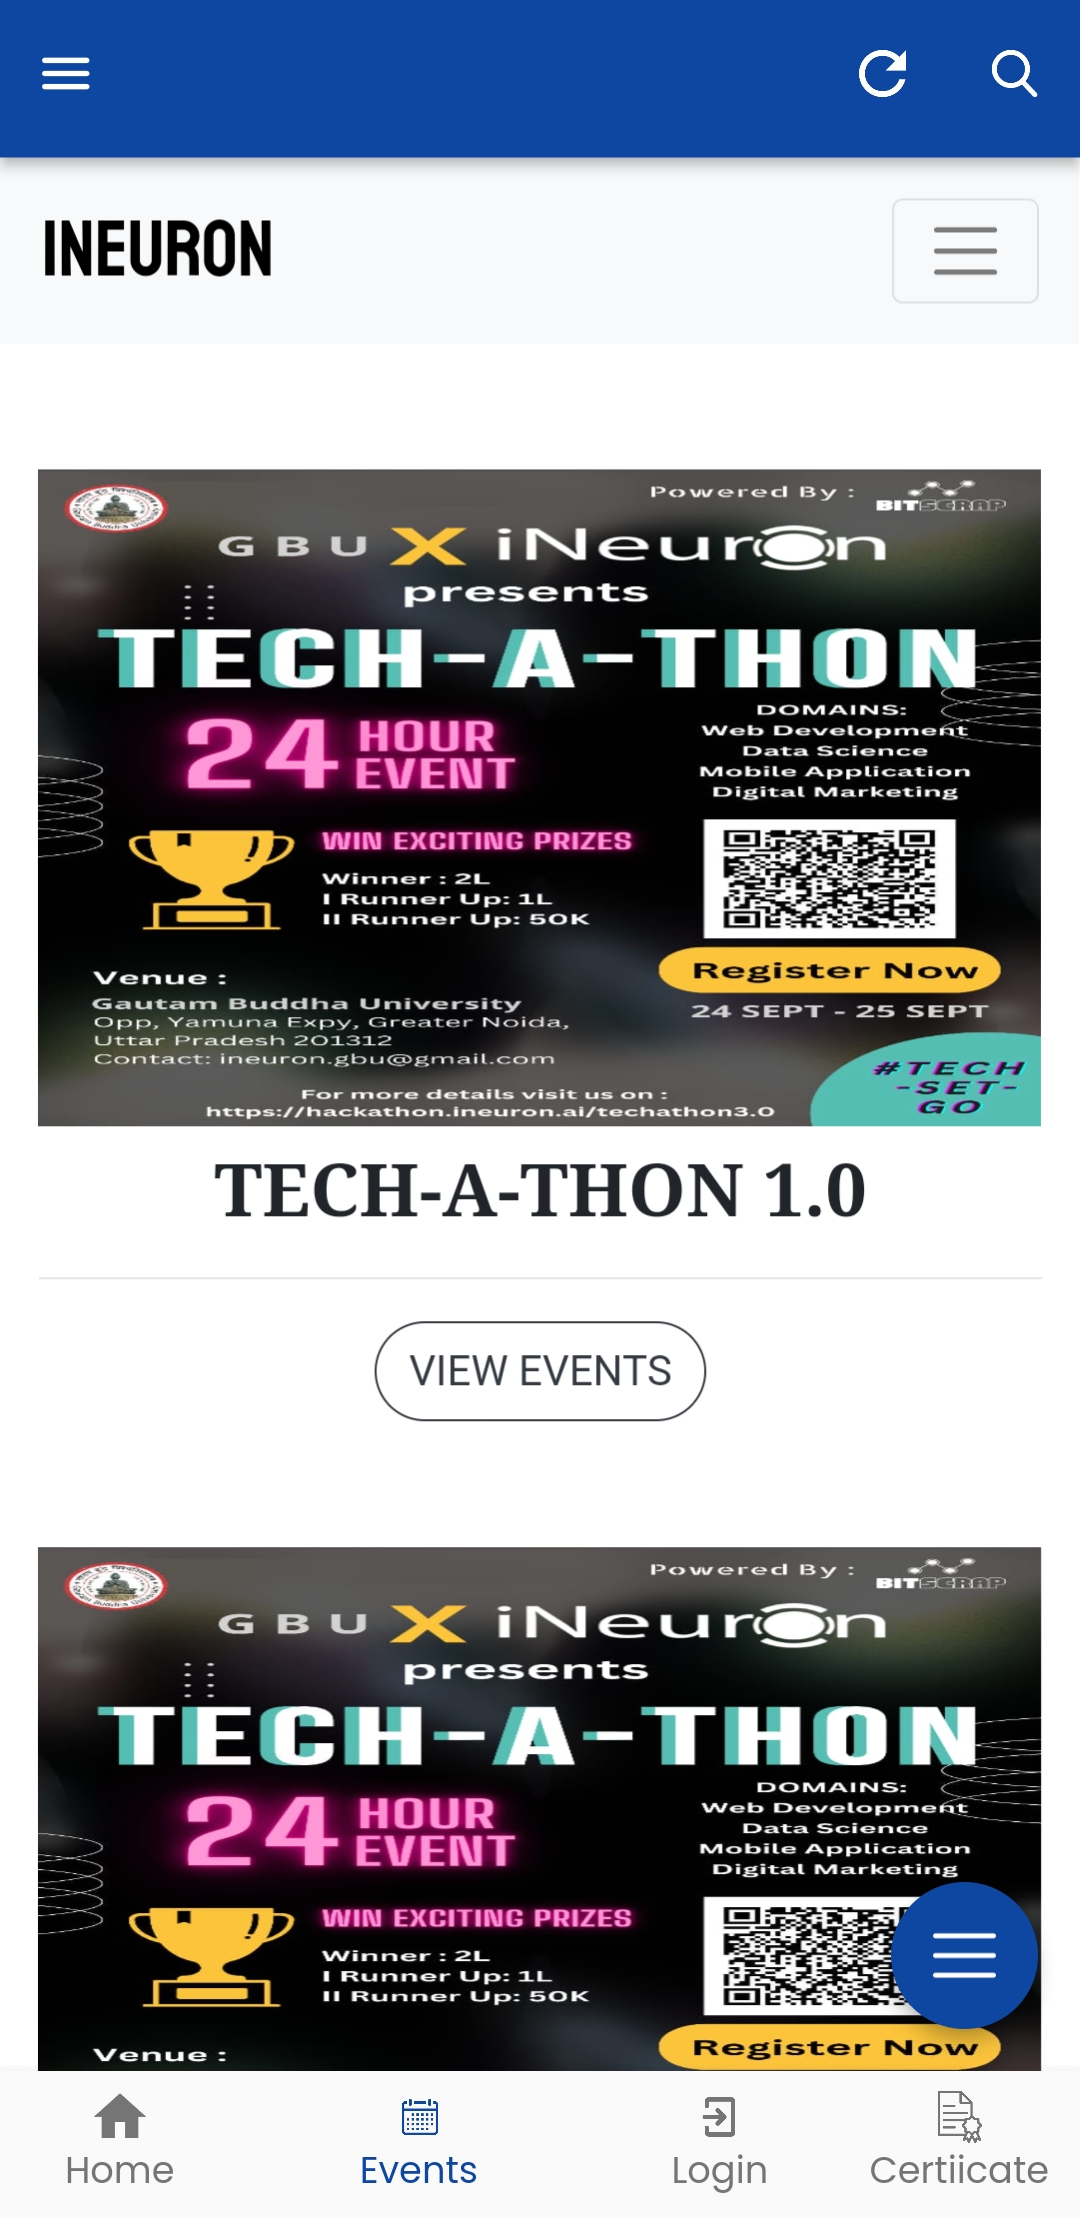 INEURON
Powered By :
BITSCRAP
GBU X iNeuron
presents
TECH-A-THON
24 HOUR EVENT
DOMAINS:
Web Development
Data Science
Mobile Application
Digital Marketing
WIN EXCITING PRIZES
Winner : 2L
I Runner Up: 1L
II Runner Up: 50K
Register Now
24 SEPT - 25 SEPT
Venue :
Gautam Buddha University
Opp, Yamuna Expy, Greater Noida,
Uttar Pradesh 201312
Contact: ineuron.gbu@gmail.com
#TECH
-SET-
GO
For more details visit us on :
https://hackathon.ineuron.ai/techathon3.0
TECH-A-THON 1.0
VIEW EVENTS
Powered By :
BITSCRAP
GBU X iNeuron
presents
TECH-A-THON
24 HOUR EVENT
DOMAINS:
Web Development
Data Science
Mobile Application
Digital Marketing
WIN EXCITING PRIZES
Winner : 2L
I Runner Up: 1L
II Runner Up: 50K
Register Now
Venue :
Home
Events
Login
Certiicate